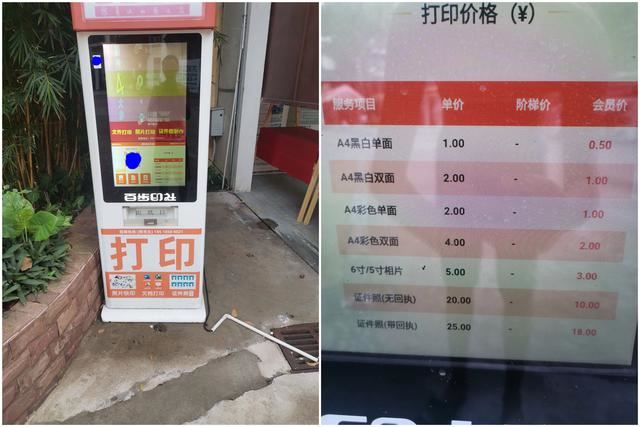 文件打印 照片打印 证件照制作
百步印社
打印
照片快印 文档打印 证件照
打印价格（¥）
服务项目 单价 阶梯价 会员价
A4黑白单面 1.00 - 0.50
A4黑白双面 2.00 - 1.00
A4彩色单面 2.00 - 1.00
A4彩色双面 4.00 - 2.00
6寸/5寸相片 5.00 - 3.00
证件照(无回执) 20.00 - 10.00
证件照(带回执) 25.00 - 18.00